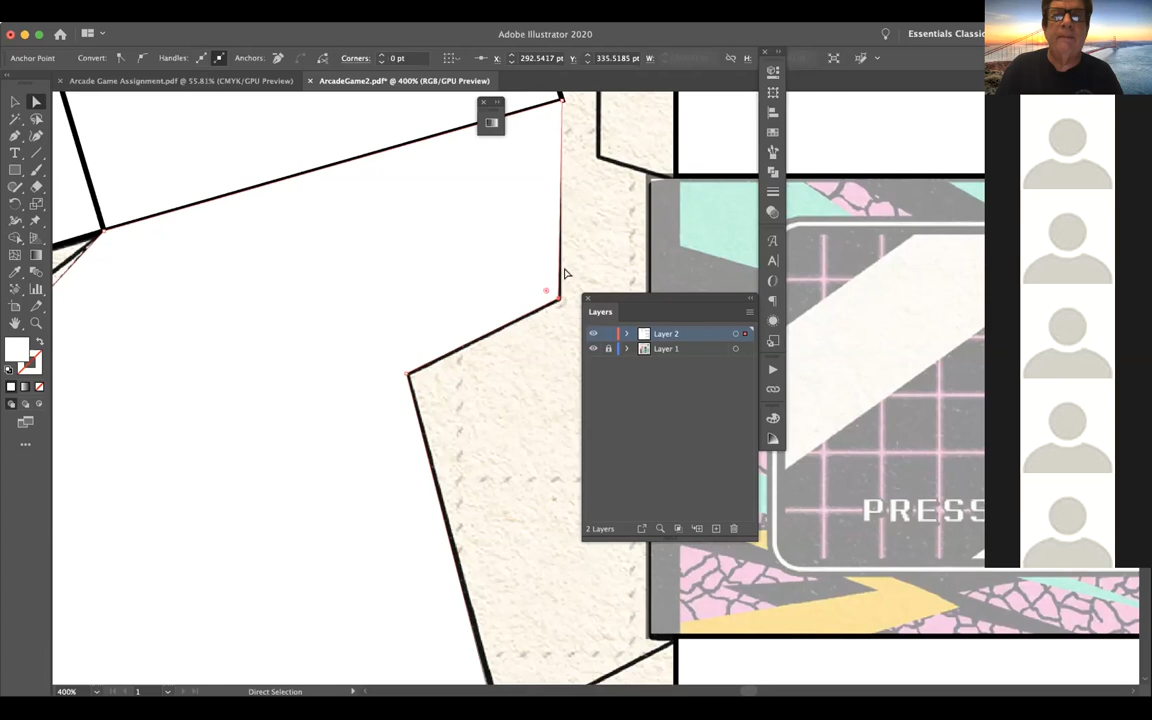 Adobe Illustrator 2020
Essentials Classic
Anchor Point
Convert:
Handles:
Anchors:
Corners:
0 pt
X:
292.5417 pt
Y:
335.5185 pt
W:
H:
× Arcade Game Assignment.pdf @ 55.81% (CMYK/GPU Preview)
× ArcadeGame2.pdf* @ 400% (RGB/GPU Preview)
Layers
Layer 2
Layer 1
2 Layers
PRESS
400%
1
Direct Selection